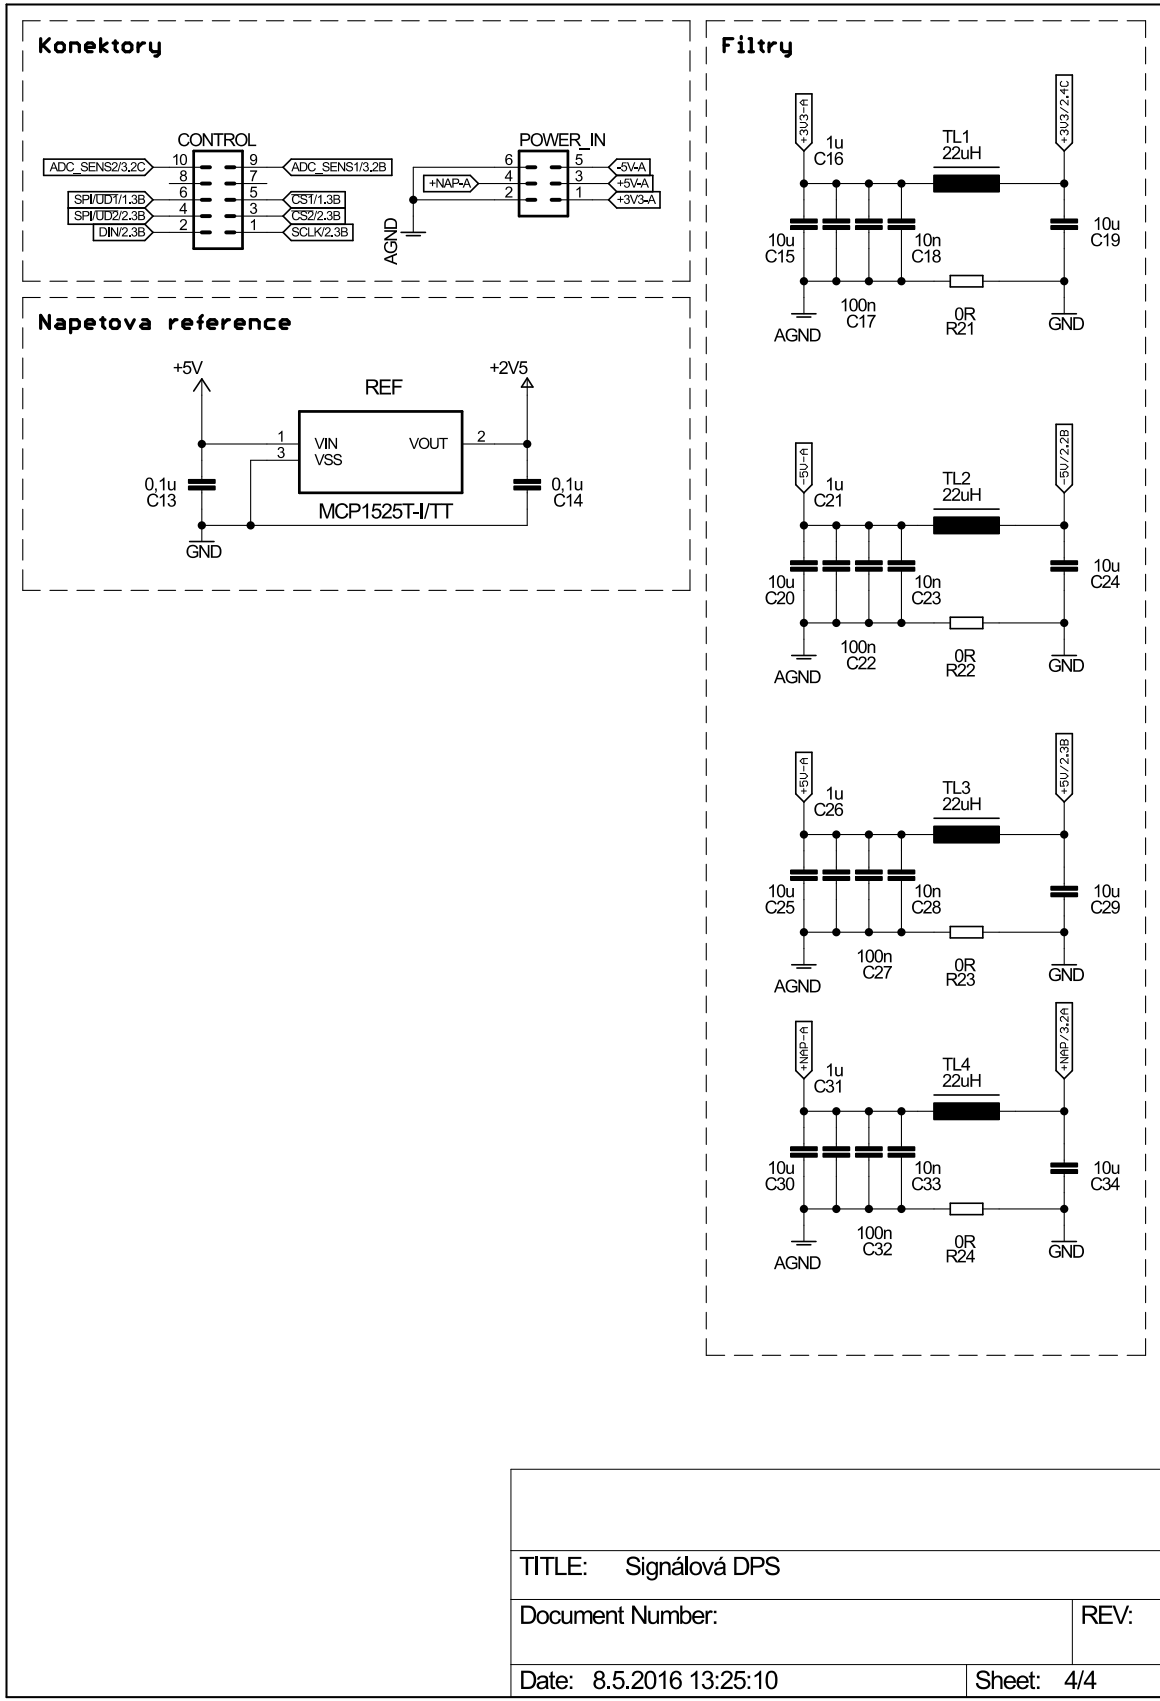 Konektory
CONTROL
ADC_SENS2/3.2C 10 9 ADC_SENS1/3.2B
8 7
SPI/UD1/1.3B 6 5 CS1/1.3B
SPI/UD2/2.3B 4 3 CS2/2.3B
DIN/2.3B 2 1 SCLK/2.3B
POWER_IN
6 5 -5V-A
+NAP-A 4 3 +5V-A
2 1 +3V3-A
AGND
Napetova reference
+5V
+2V5
REF
1 VIN VOUT 2
3 VSS
0,1u
C13
0,1u
C14
MCP1525T-I/TT
GND
Filtry
+3V3-A
+3V3/2.4C
1u
C16
TL1
22uH
10u
C15
10n
C18
10u
C19
100n
C17
0R
R21
AGND
GND
-5V-A
-5V/2.2B
1u
C21
TL2
22uH
10u
C20
10n
C23
10u
C24
100n
C22
0R
R22
AGND
GND
+5V-A
+5V/2.3B
1u
C26
TL3
22uH
10u
C25
10n
C28
10u
C29
100n
C27
0R
R23
AGND
GND
+NAP-A
+NAP/3.2A
1u
C31
TL4
22uH
10u
C30
10n
C33
10u
C34
100n
C32
0R
R24
AGND
GND
TITLE: Signálová DPS
Document Number: REV:
Date: 8.5.2016 13:25:10 Sheet: 4/4